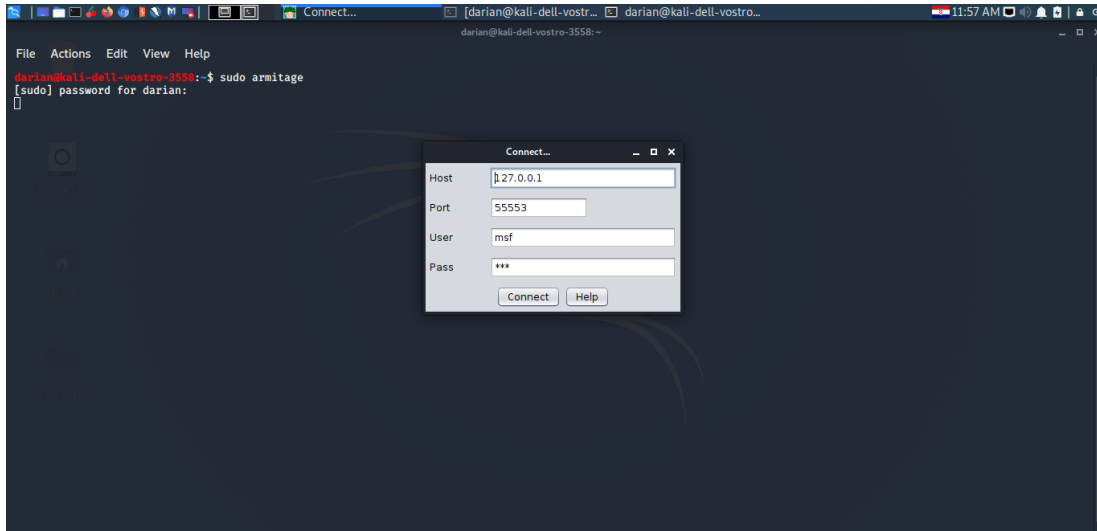 Connect...
[darian@kali-dell-vostr...
darian@kali-dell-vostro...
11:57 AM
darian@kali-dell-vostro-3558: ~
File Actions Edit View Help
darian@kali-dell-vostro-3558:~$ sudo armitage
[sudo] password for darian:
Connect...
Host 127.0.0.1
Port 55553
User msf
Pass ***
Connect Help